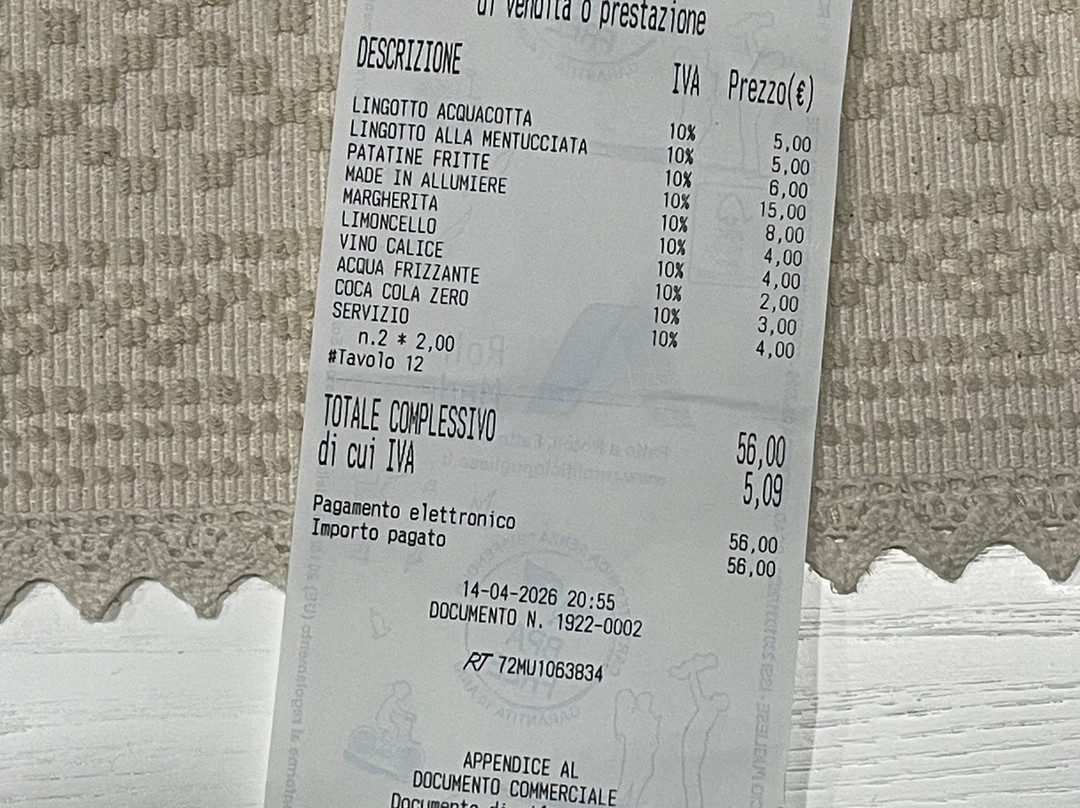 di vendita o prestazione
DESCRIZIONE IVA Prezzo(€)
LINGOTTO ACQUACOTTA 10% 5,00
LINGOTTO ALLA MENTUCCIATA 10% 5,00
PATATINE FRITTE 10% 6,00
MADE IN ALLUMIERE 10% 15,00
MARGHERITA 10% 8,00
LIMONCELLO 10% 4,00
VINO CALICE 10% 4,00
ACQUA FRIZZANTE 10% 2,00
COCA COLA ZERO 10% 3,00
SERVIZIO 10% 4,00
n.2 * 2,00
#Tavolo 12
TOTALE COMPLESSIVO 56,00
di cui IVA 5,09
Pagamento elettronico 56,00
Importo pagato 56,00
14-04-2026 20:55
DOCUMENTO N. 1922-0002
RT 72MU1063834
APPENDICE AL
DOCUMENTO COMMERCIALE
Documento di